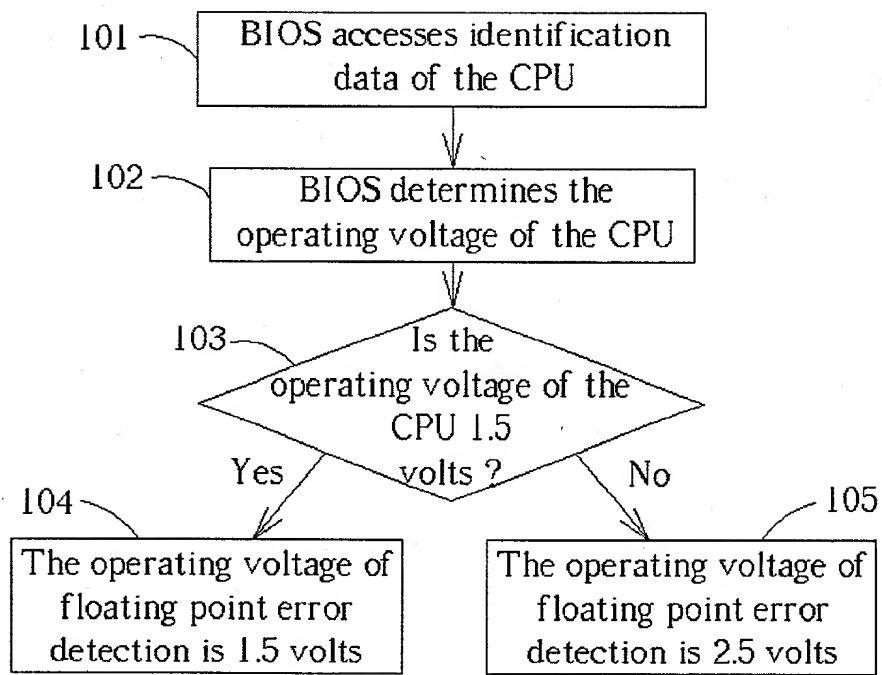 101
BIOS accesses identification
data of the CPU
102
BIOS determines the
operating voltage of the CPU
103
Is the
operating voltage of the
CPU 1.5
volts ?
Yes
No
104
105
The operating voltage of
floating point error
detection is 1.5 volts
The operating voltage of
floating point error
detection is 2.5 volts